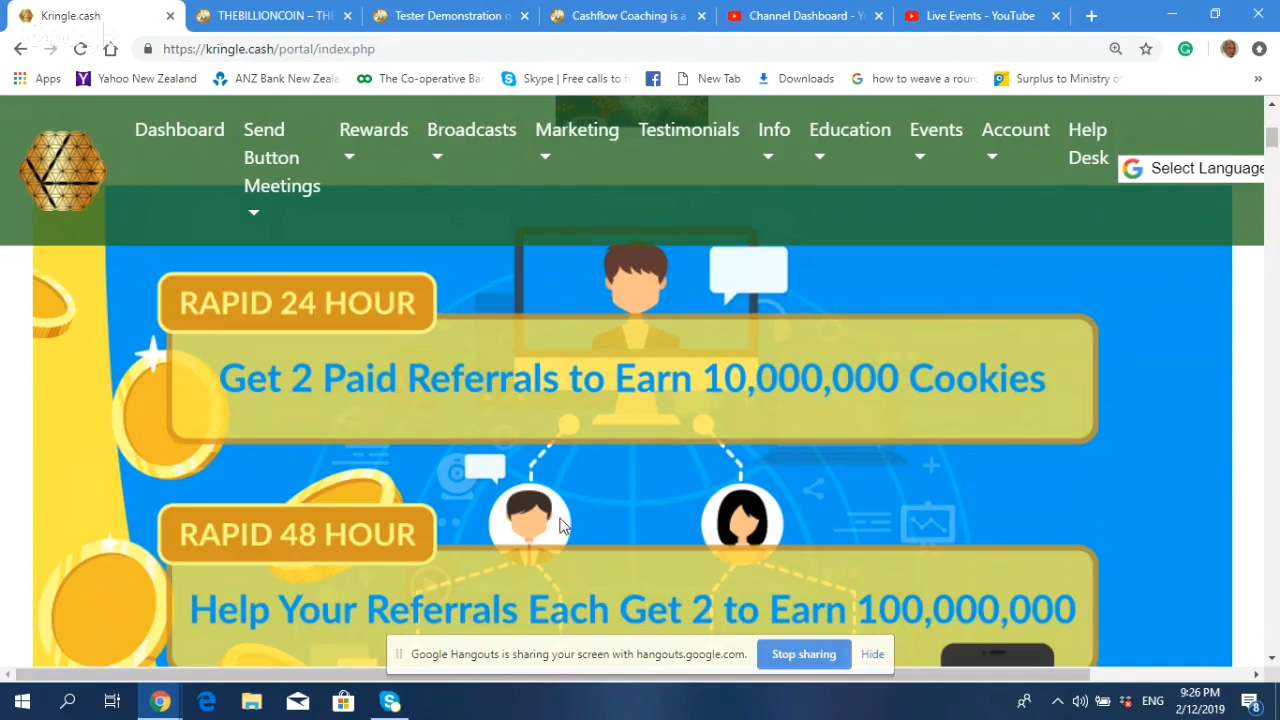 Kringle.cash
THEBILLIONCOIN – THE
Tester Demonstration o
Cashflow Coaching is a
Channel Dashboard - Y
Live Events - YouTube
https://kringle.cash/portal/index.php
Apps
Yahoo New Zealand
ANZ Bank New Zeala
The Co-operative Ba
Skype | Free calls to f
New Tab
Downloads
how to weave a rour
Surplus to Ministry o
Dashboard
Send
Button
Meetings
Rewards
Broadcasts
Marketing
Testimonials
Info
Education
Events
Account
Help
Desk
Select Language
RAPID 24 HOUR
Get 2 Paid Referrals to Earn 10,000,000 Cookies
RAPID 48 HOUR
Help Your Referrals Each Get 2 to Earn 100,000,000
Google Hangouts is sharing your screen with hangouts.google.com.
Stop sharing
Hide
ENG
9:26 PM
2/12/2019
8